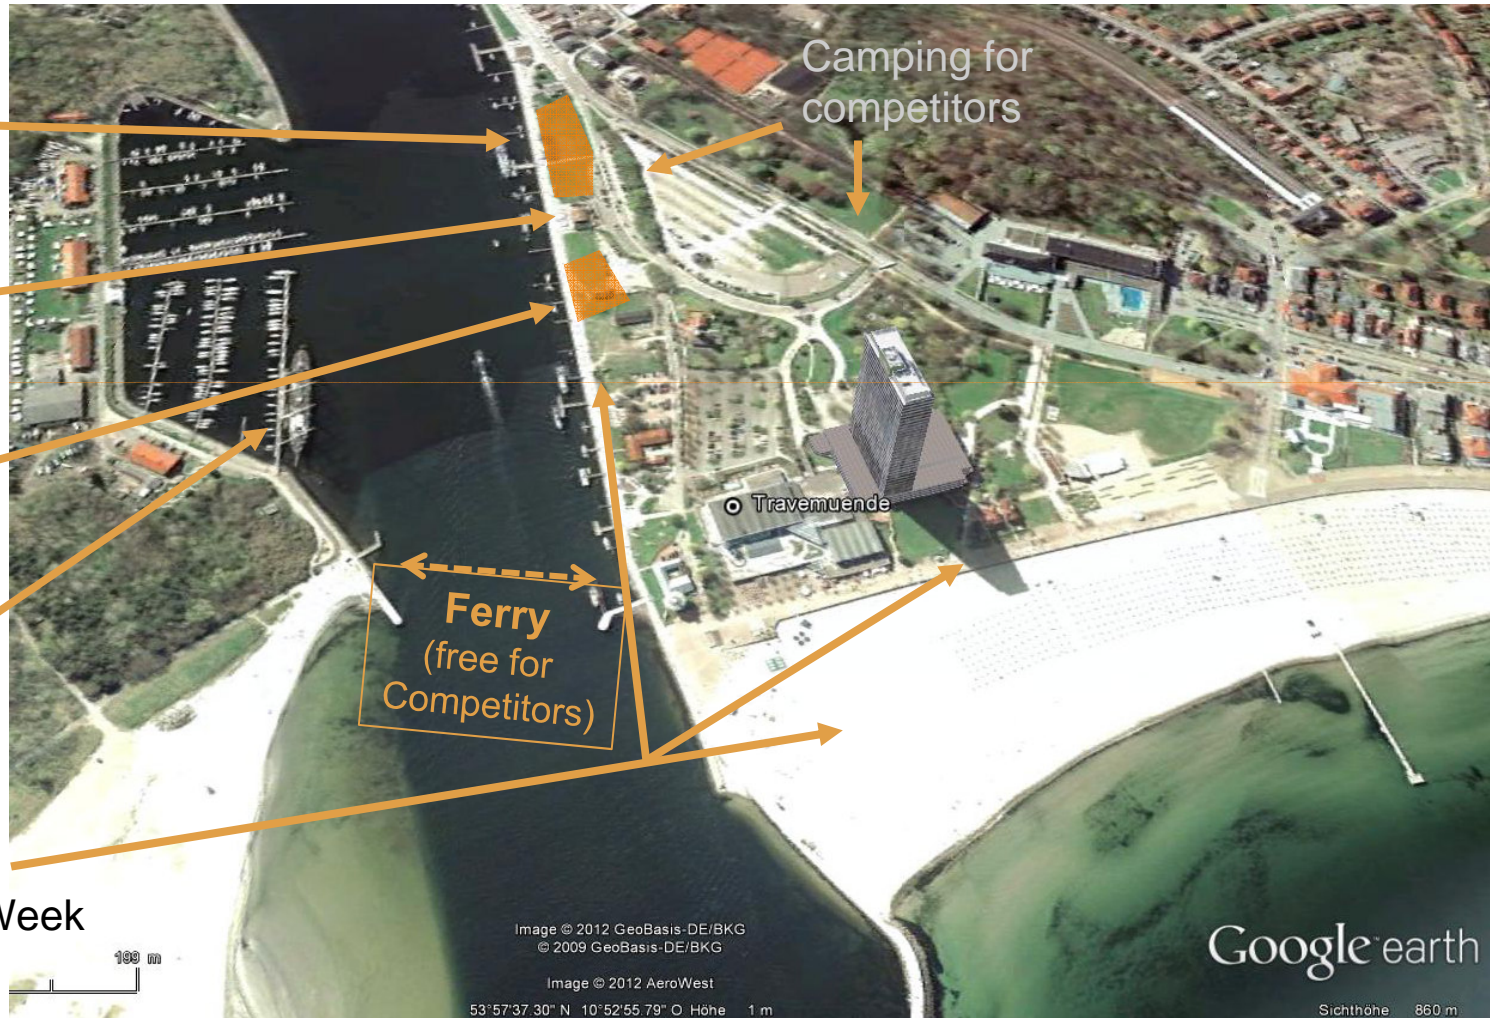 Camping for
competitors
Travemuende
Ferry
(free for
Competitors)
Week
199 m
Image © 2012 GeoBasis-DE/BKG
© 2009 GeoBasis-DE/BKG
Image © 2012 AeroWest
Google earth
53°57'37.30" N 10°52'55.79" O Höhe 1 m
Sichthöhe 860 m